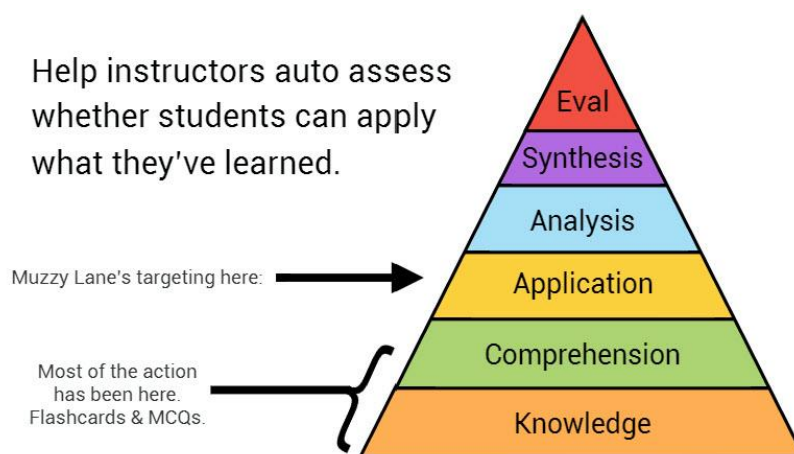 Help instructors auto assess
whether students can apply
what they've learned.
Eval
Synthesis
Analysis
Muzzy Lane's targeting here:
Application
Comprehension
Most of the action
has been here.
Flashcards & MCQs.
Knowledge